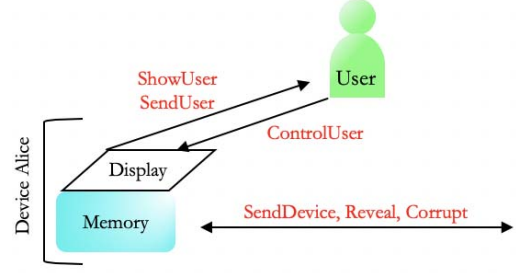 ShowUser
SendUser
User
ControlUser
Device Alice
Display
Memory
SendDevice, Reveal, Corrupt